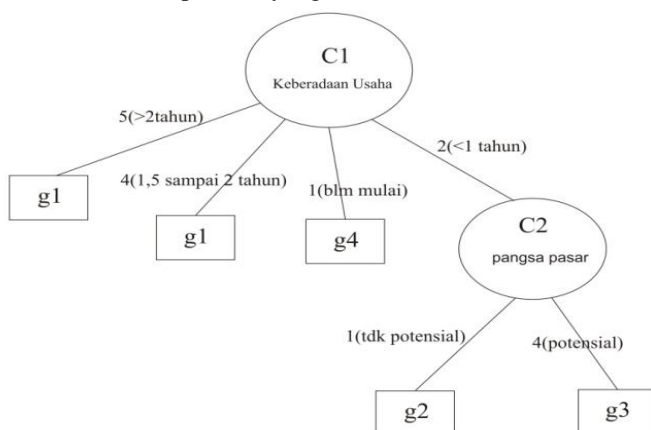 C1
Keberadaan Usaha
5(>2tahun)
4(1,5 sampai 2 tahun)
1(blm mulai)
2(<1 tahun)
g1
g1
g4
C2
pangsa pasar
1(tdk potensial)
4(potensial)
g2
g3